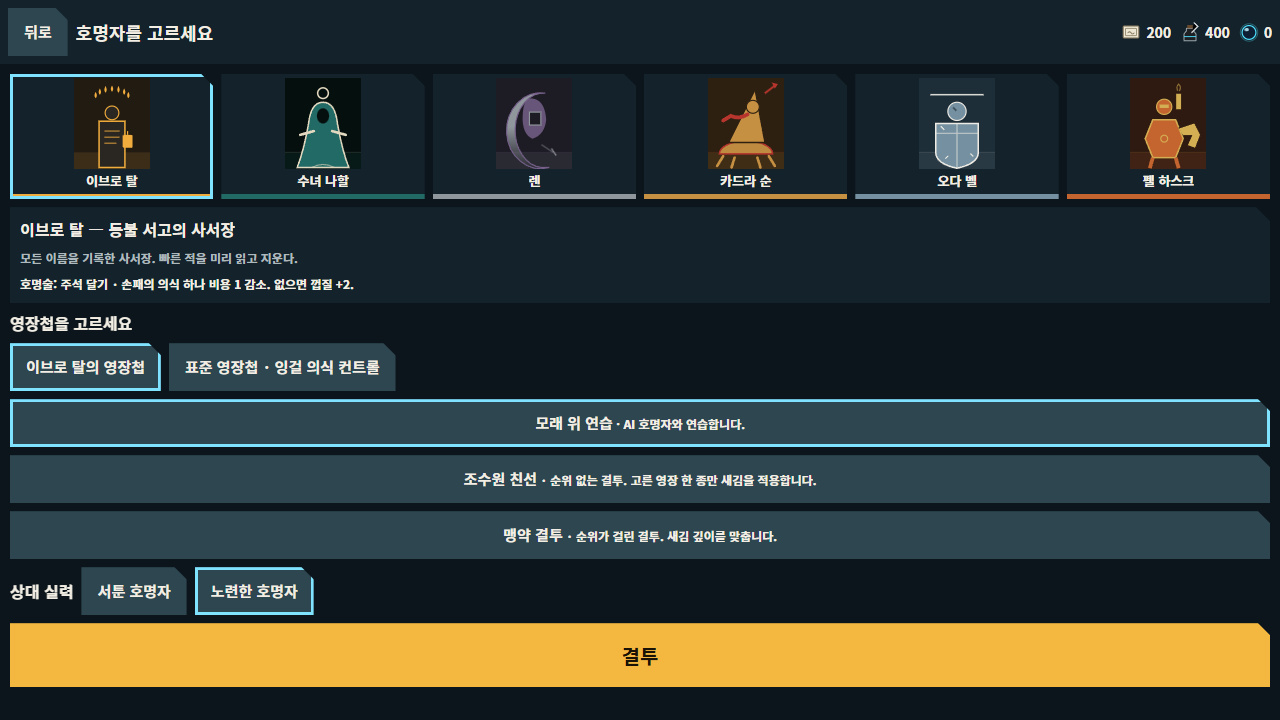 뒤로
호명자를 고르세요
200
400
0
이브로 탈
수녀 나할
렌
카드라 순
오다 벨
펠 하스크
이브로 탈 — 등불 서고의 사서장
모든 이름을 기록한 사서장. 빠른 적을 미리 읽고 지운다.
호명술: 주석 달기 · 손패의 의식 하나 비용 1 감소. 없으면 껍질 +2.
영장첩을 고르세요
이브로 탈의 영장첩
표준 영장첩 · 잉걸 의식 컨트롤
모래 위 연습 · AI 호명자와 연습합니다.
조수원 친선 · 순위 없는 결투. 고른 영장 한 종만 새김을 적용합니다.
맹약 결투 · 순위가 걸린 결투. 새김 깊이를 맞춥니다.
상대 실력
서툰 호명자
노련한 호명자
결투